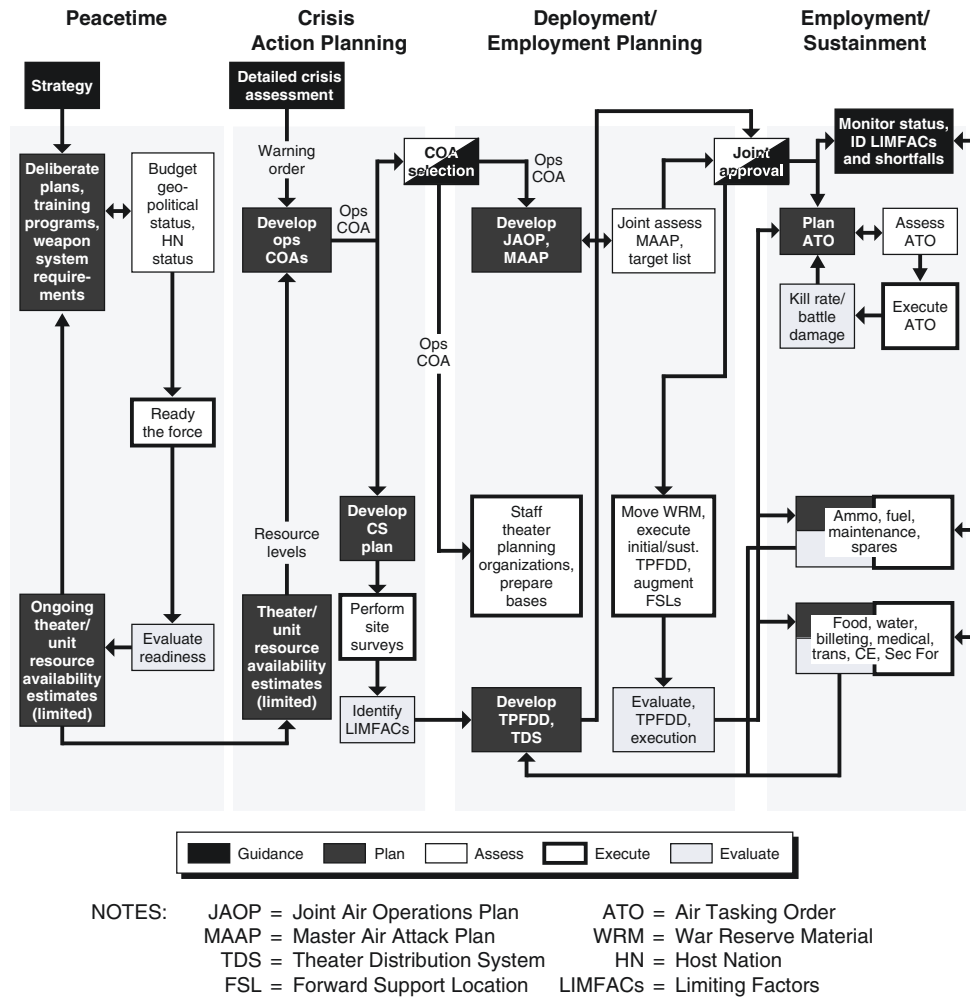 Peacetime
Crisis
Action Planning
Deployment/
Employment Planning
Employment/
Sustainment
Strategy
Deliberate
plans,
training
programs,
weapon
system
require-
ments
Budget
geo-
political
status,
HN
status
Ready
the force
Ongoing
theater/
unit
resource
availability
estimates
(limited)
Evaluate
readiness
Detailed crisis
assessment
Warning
order
Develop
ops
COAs
Ops
COA
COA
selection
Ops
COA
Ops
COA
Resource
levels
Develop
CS
plan
Theater/
unit
resource
availability
estimates
(limited)
Perform
site
surveys
Identify
LIMFACs
Develop
JAOP,
MAAP
Joint assess
MAAP,
target list
Joint
approval
Staff
theater
planning
organizations,
prepare
bases
Move WRM,
execute
initial/sust.
TPFDD,
augment
FSLs
Develop
TPFDD,
TDS
Evaluate,
TPFDD,
execution
Monitor status,
ID LIMFACs
and shortfalls
Plan
ATO
Assess
ATO
Kill rate/
battle
damage
Execute
ATO
Ammo, fuel,
maintenance,
spares
Food, water,
billeting, medical,
trans, CE, Sec For
Guidance Plan Assess Execute Evaluate
NOTES: JAOP = Joint Air Operations Plan ATO = Air Tasking Order
MAAP = Master Air Attack Plan WRM = War Reserve Material
TDS = Theater Distribution System HN = Host Nation
FSL = Forward Support Location LIMFACs = Limiting Factors